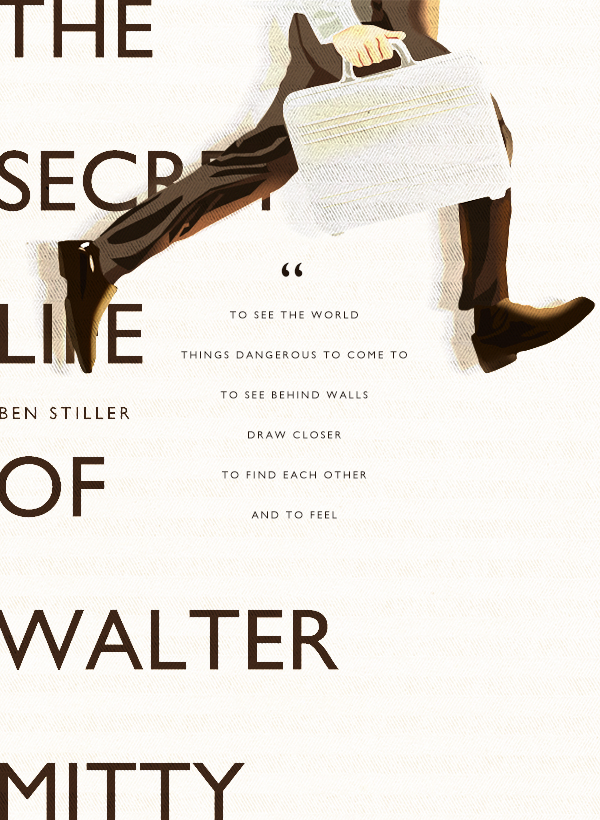 THE
SECRET
LIFE
BEN STILLER
OF
WALTER
MITTY
“
TO SEE THE WORLD
THINGS DANGEROUS TO COME TO
TO SEE BEHIND WALLS
DRAW CLOSER
TO FIND EACH OTHER
AND TO FEEL